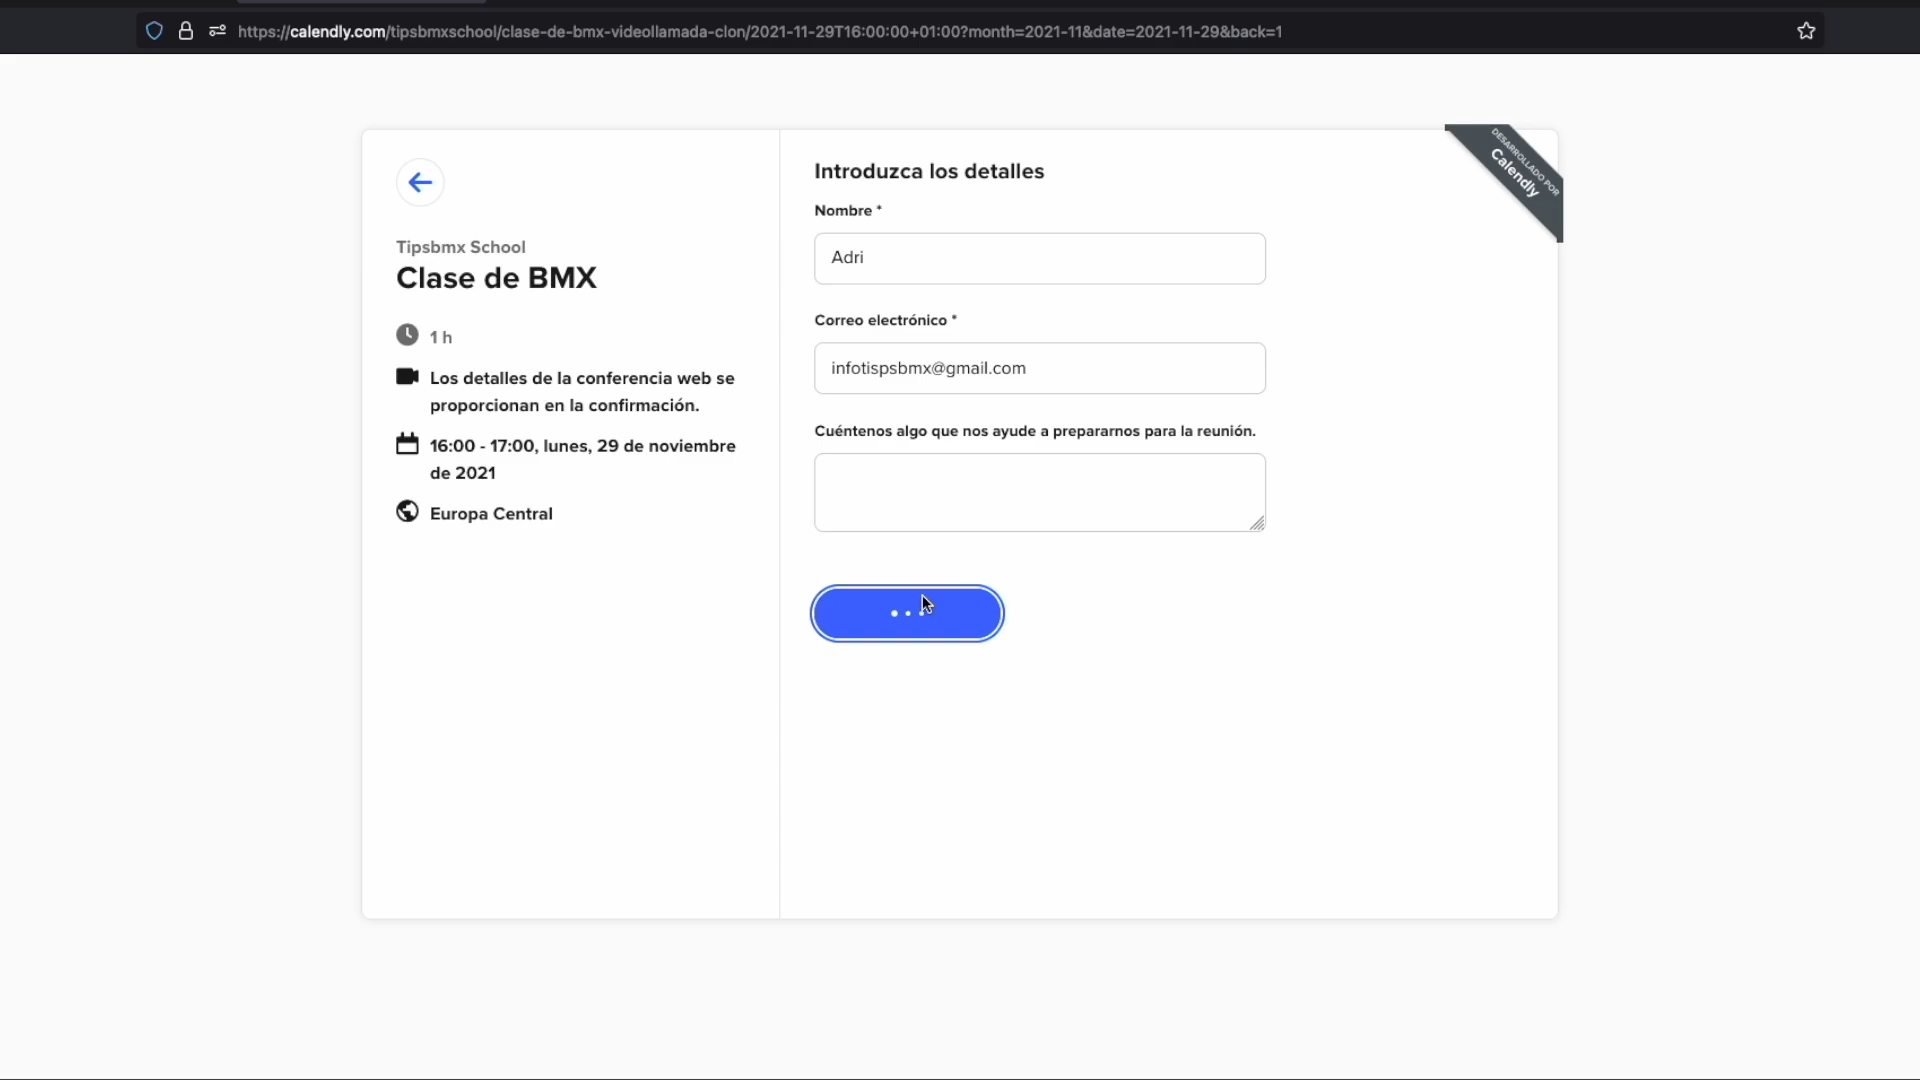 https://calendly.com/tipsbmxschool/clase-de-bmx-videollamada-clon/2021-11-29T16:00:00+01:00?month=2021-11&date=2021-11-29&back=1
Tipsbmx School
Clase de BMX
1 h
Los detalles de la conferencia web se
proporcionan en la confirmación.
16:00 - 17:00, lunes, 29 de noviembre
de 2021
Europa Central
Introduzca los detalles
Nombre *
Adri
Correo electrónico *
infotispsbmx@gmail.com
Cuéntenos algo que nos ayude a prepararnos para la reunión.
DESARROLLADO POR
Calendly